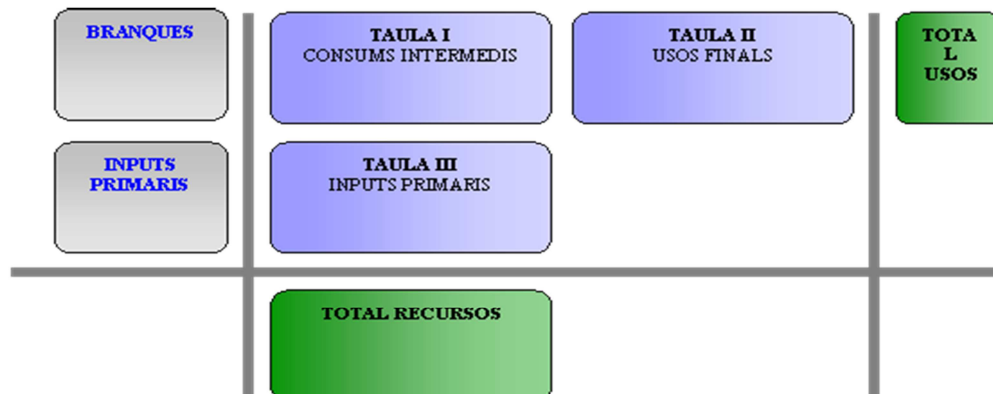 BRANQUES
TAULA I
CONSUMS INTERMEDIS
TAULA II
USOS FINALS
TOTA
L
USOS
INPUTS
PRIMARIS
TAULA III
INPUTS PRIMARIS
TOTAL RECURSOS